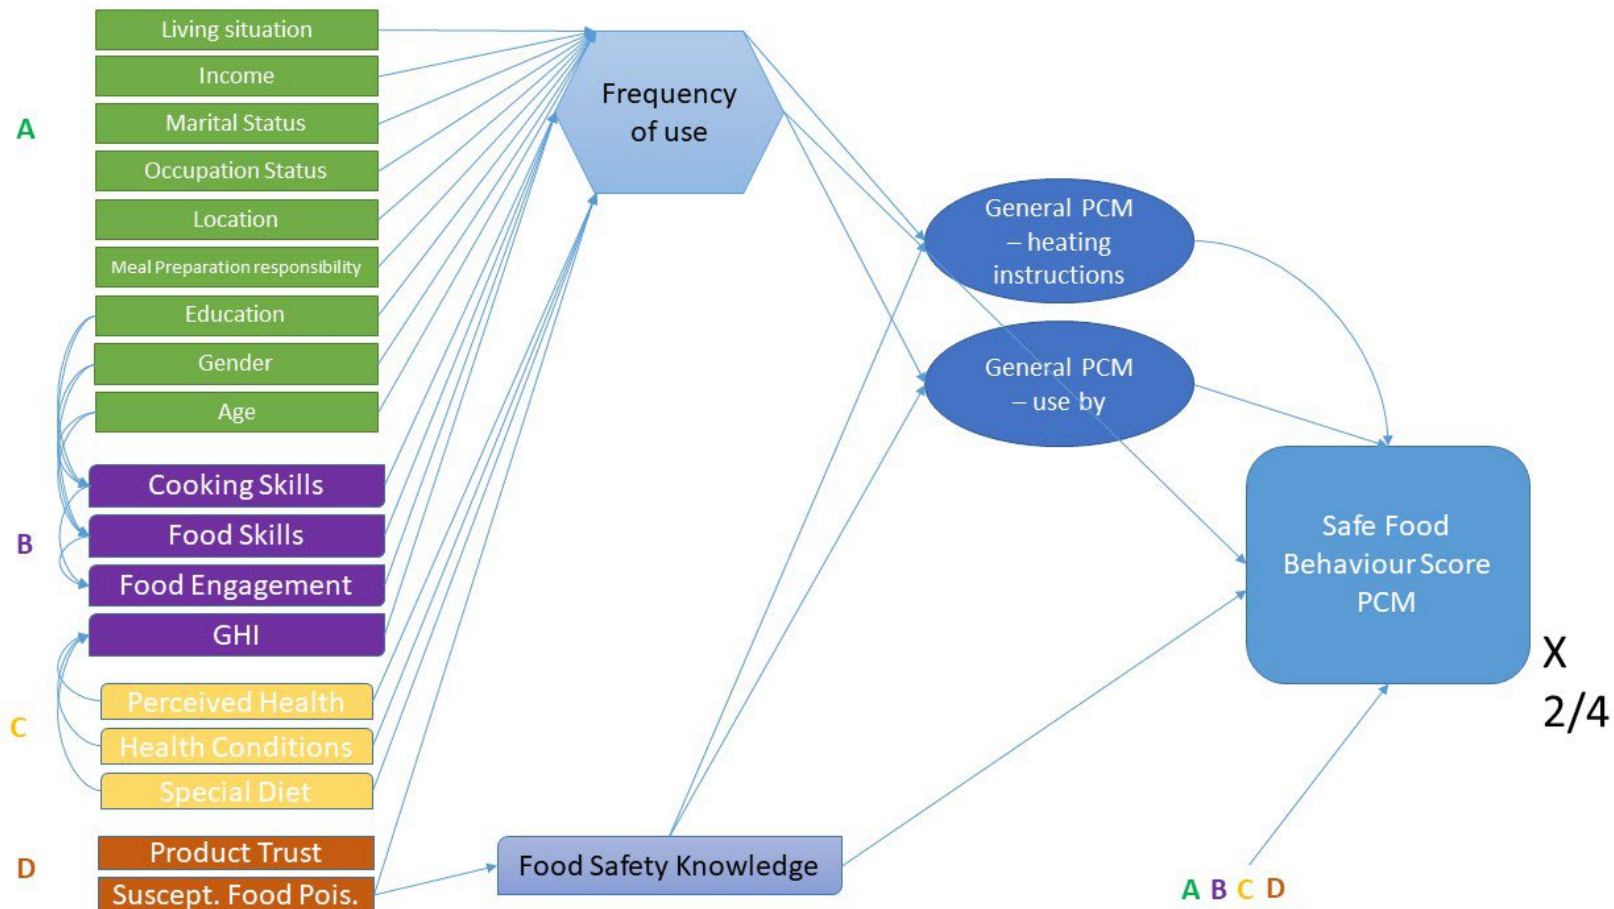 A
Living situation
Income
Marital Status
Occupation Status
Location
Meal Preparation responsibility
Education
Gender
Age
B
Cooking Skills
Food Skills
Food Engagement
GHI
C
Perceived Health
Health Conditions
Special Diet
D
Product Trust
Suscept. Food Pois.
Frequency
of use
Food Safety Knowledge
General PCM
– heating
instructions
General PCM
– use by
Safe Food
Behaviour Score
PCM
X
2/4
A B C D